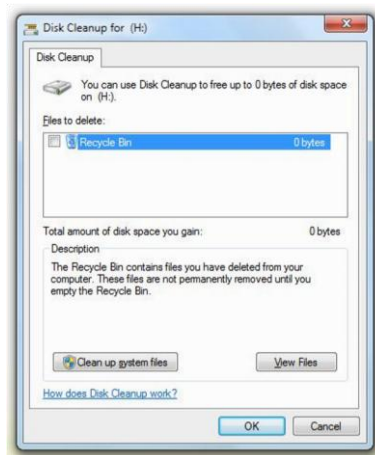 Disk Cleanup for (H:)
Disk Cleanup
You can use Disk Cleanup to free up to 0 bytes of disk space
on (H:).
Files to delete:
Recycle Bin 0 bytes
Total amount of disk space you gain: 0 bytes
Description
The Recycle Bin contains files you have deleted from your
computer. These files are not permanently removed until you
empty the Recycle Bin.
Clean up system files View Files
How does Disk Cleanup work?
OK Cancel